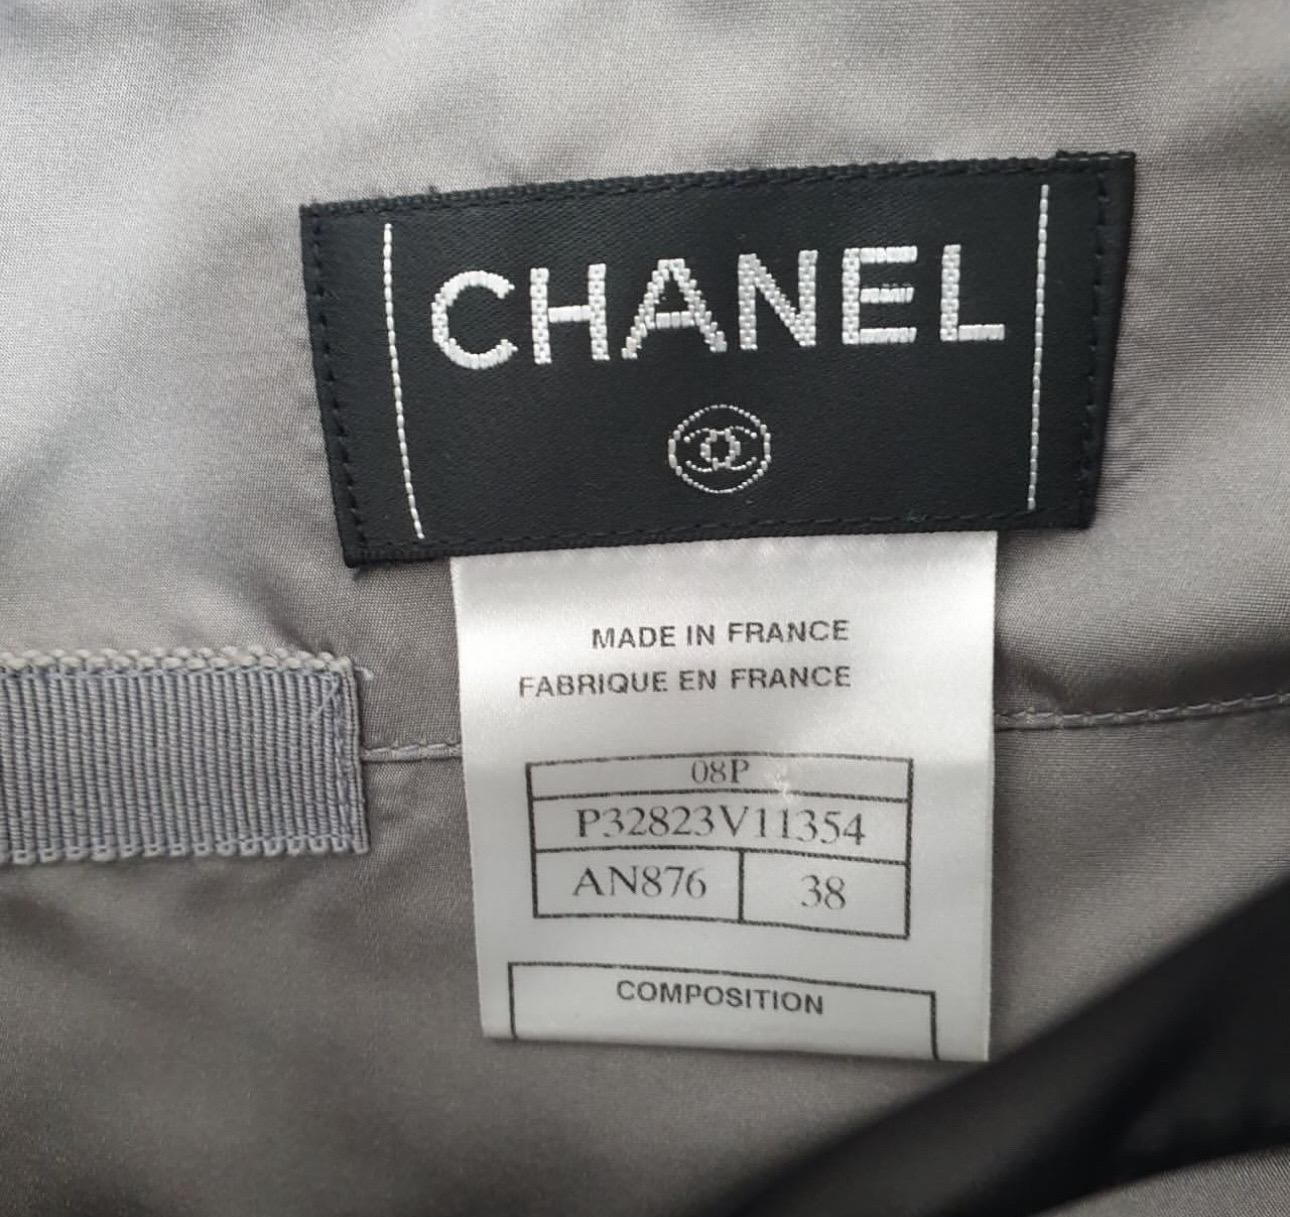 CHANEL
MADE IN FRANCE
FABRIQUE EN FRANCE
08P
P32823V11354
AN876 38
COMPOSITION